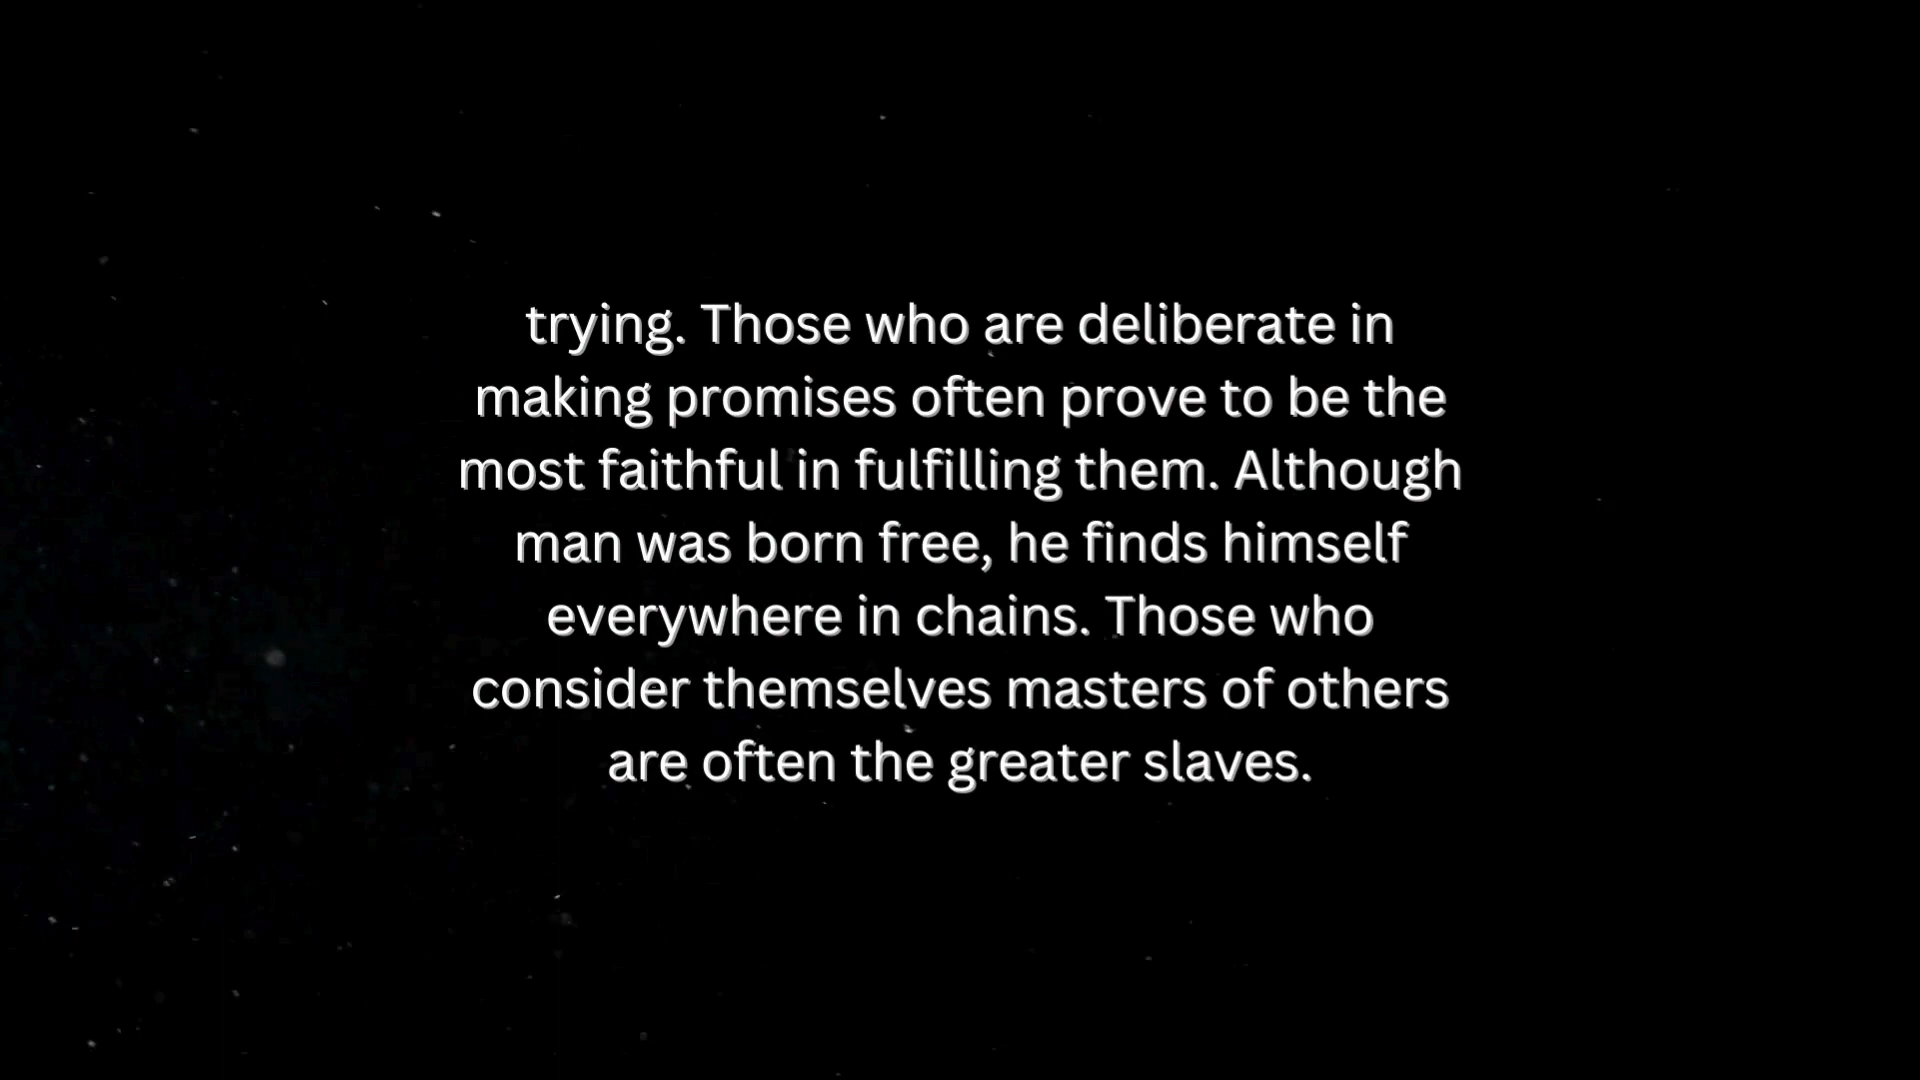 trying. Those who are deliberate in
making promises often prove to be the
most faithful in fulfilling them. Although
man was born free, he finds himself
everywhere in chains. Those who
consider themselves masters of others
are often the greater slaves.